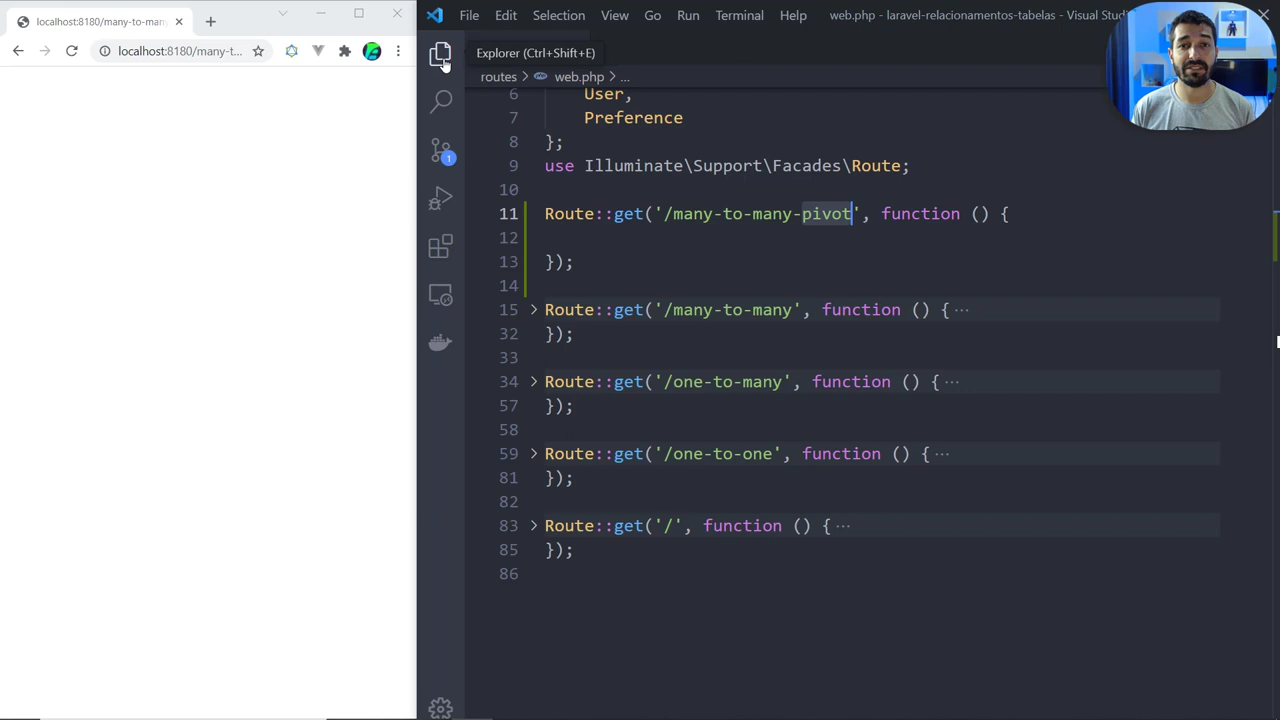 localhost:8180/many-to-many
localhost:8180/many-t...
File Edit Selection View Go Run Terminal Help
web.php - laravel-relacionamentos-tabelas - Visual Studi
Explorer (Ctrl+Shift+E)
routes > web.php > ...
1
6 User,
7 Preference
8 };
9 use Illuminate\Support\Facades\Route;
10
11 Route::get('/many-to-many-pivot', function () {
12
13 });
14
15 Route::get('/many-to-many', function () {...
32 });
33
34 Route::get('/one-to-many', function () {...
57 });
58
59 Route::get('/one-to-one', function () {...
81 });
82
83 Route::get('/', function () {...
85 });
86